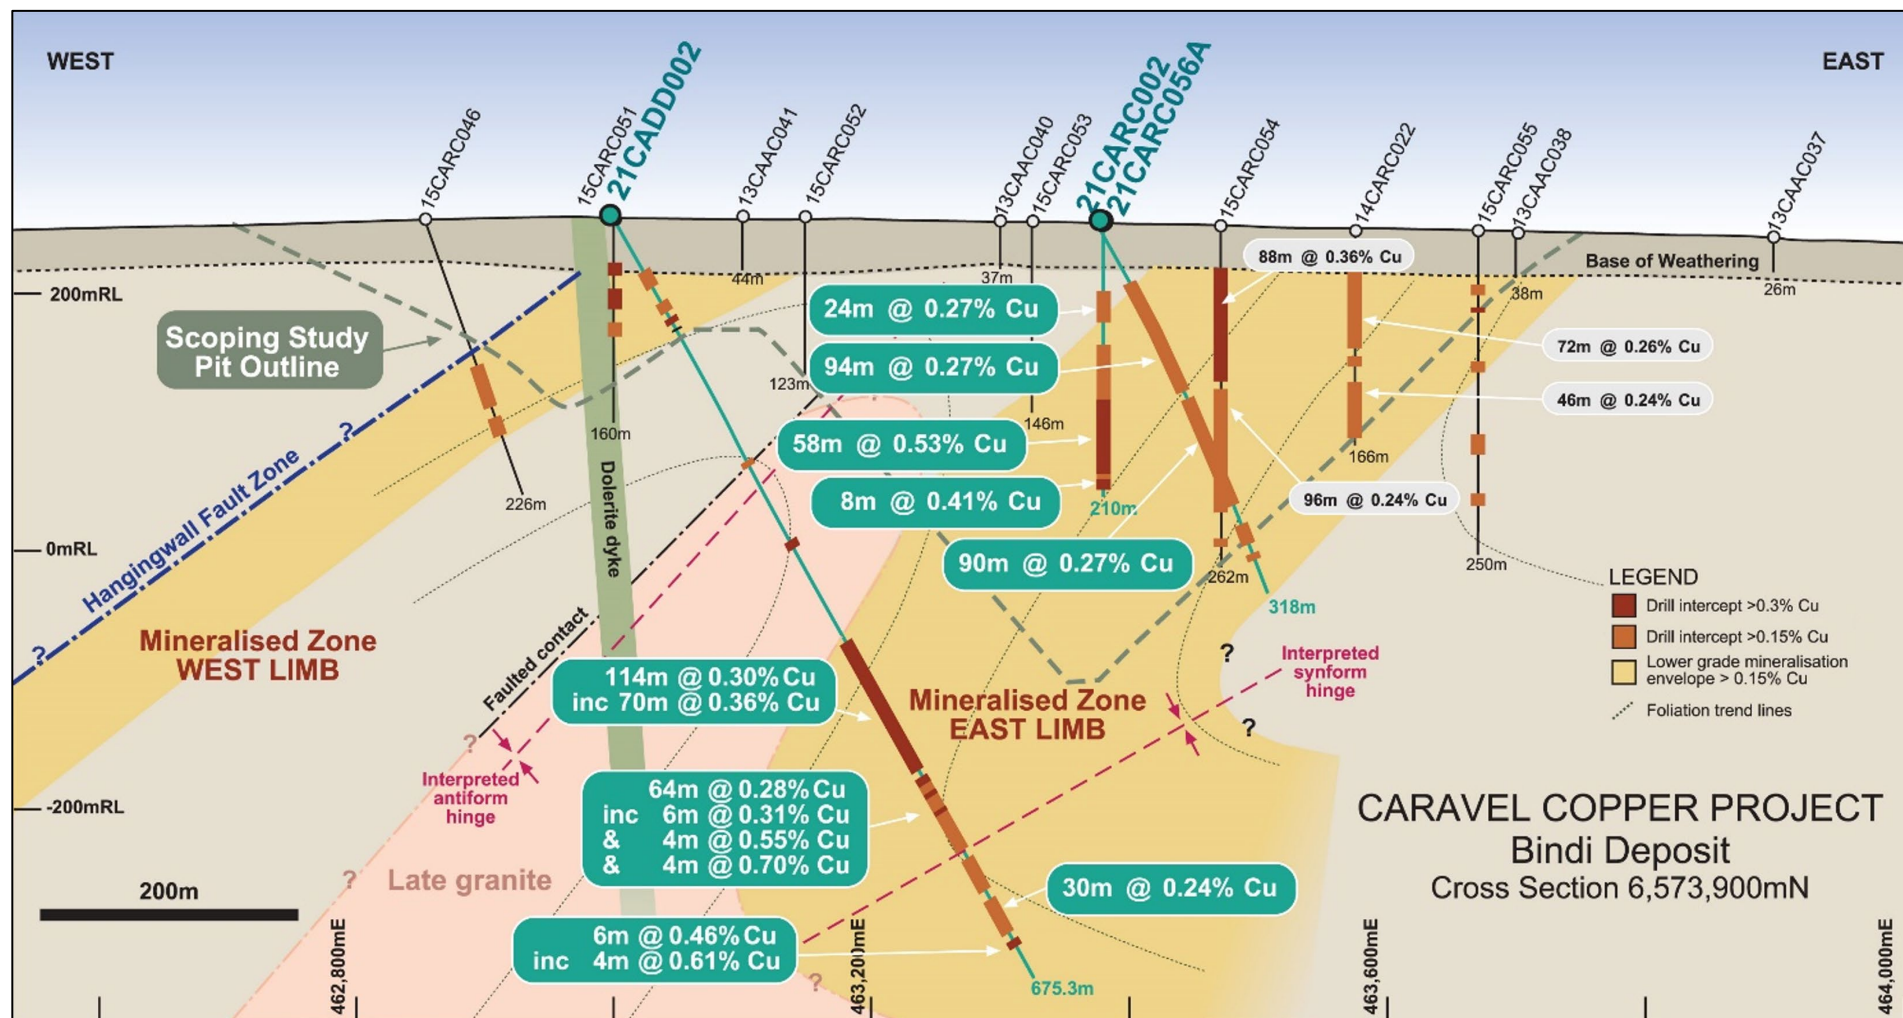 WEST
EAST
15CARC046
15CARC051
21CADD002
13CAAC041
15CARC052
13CAAC040
15CARC053
21CARC002
21CARC056A
15CARC054
14CARC022
15CARC055
13CAAC038
13CAAC037
200mRL
0mRL
-200mRL
Base of Weathering
Scoping Study
Pit Outline
Hangingwall Fault Zone
?
?
Mineralised Zone
WEST LIMB
Dolerite dyke
Faulted contact
?
?
?
Interpreted
antiform
hinge
Late granite
44m
37m
38m
26m
123m
146m
160m
226m
166m
210m
250m
262m
318m
675.3m
24m @ 0.27% Cu
94m @ 0.27% Cu
58m @ 0.53% Cu
8m @ 0.41% Cu
90m @ 0.27% Cu
88m @ 0.36% Cu
72m @ 0.26% Cu
46m @ 0.24% Cu
96m @ 0.24% Cu
114m @ 0.30% Cu
inc 70m @ 0.36% Cu
64m @ 0.28% Cu
inc 6m @ 0.31% Cu
& 4m @ 0.55% Cu
& 4m @ 0.70% Cu
30m @ 0.24% Cu
6m @ 0.46% Cu
inc 4m @ 0.61% Cu
Mineralised Zone
EAST LIMB
Interpreted
synform
hinge
?
?
LEGEND
Drill intercept >0.3% Cu
Drill intercept >0.15% Cu
Lower grade mineralisation
envelope > 0.15% Cu
Foliation trend lines
CARAVEL COPPER PROJECT
Bindi Deposit
Cross Section 6,573,900mN
200m
462,800mE
463,200mE
463,600mE
464,000mE